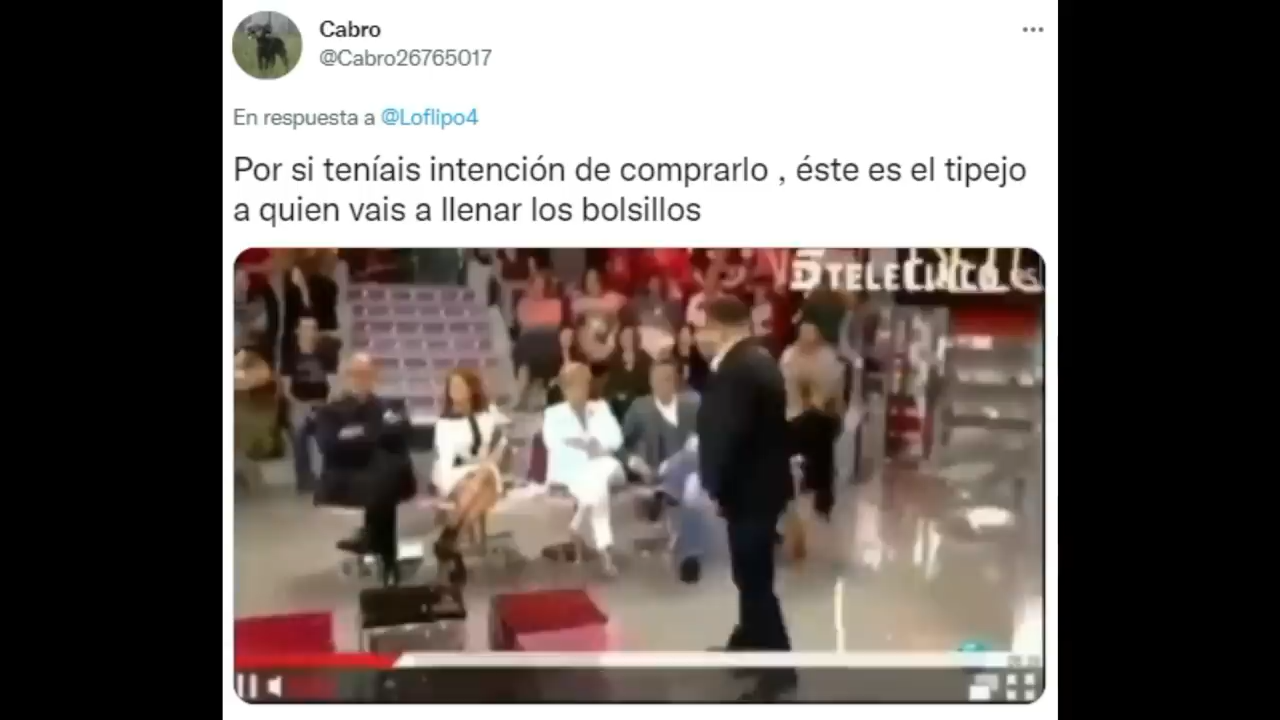 Cabro
@Cabro26765017
En respuesta a @Loflipo4
Por si teníais intención de comprarlo , éste es el tipejo
a quien vais a llenar los bolsillos
TELECINCO.ES